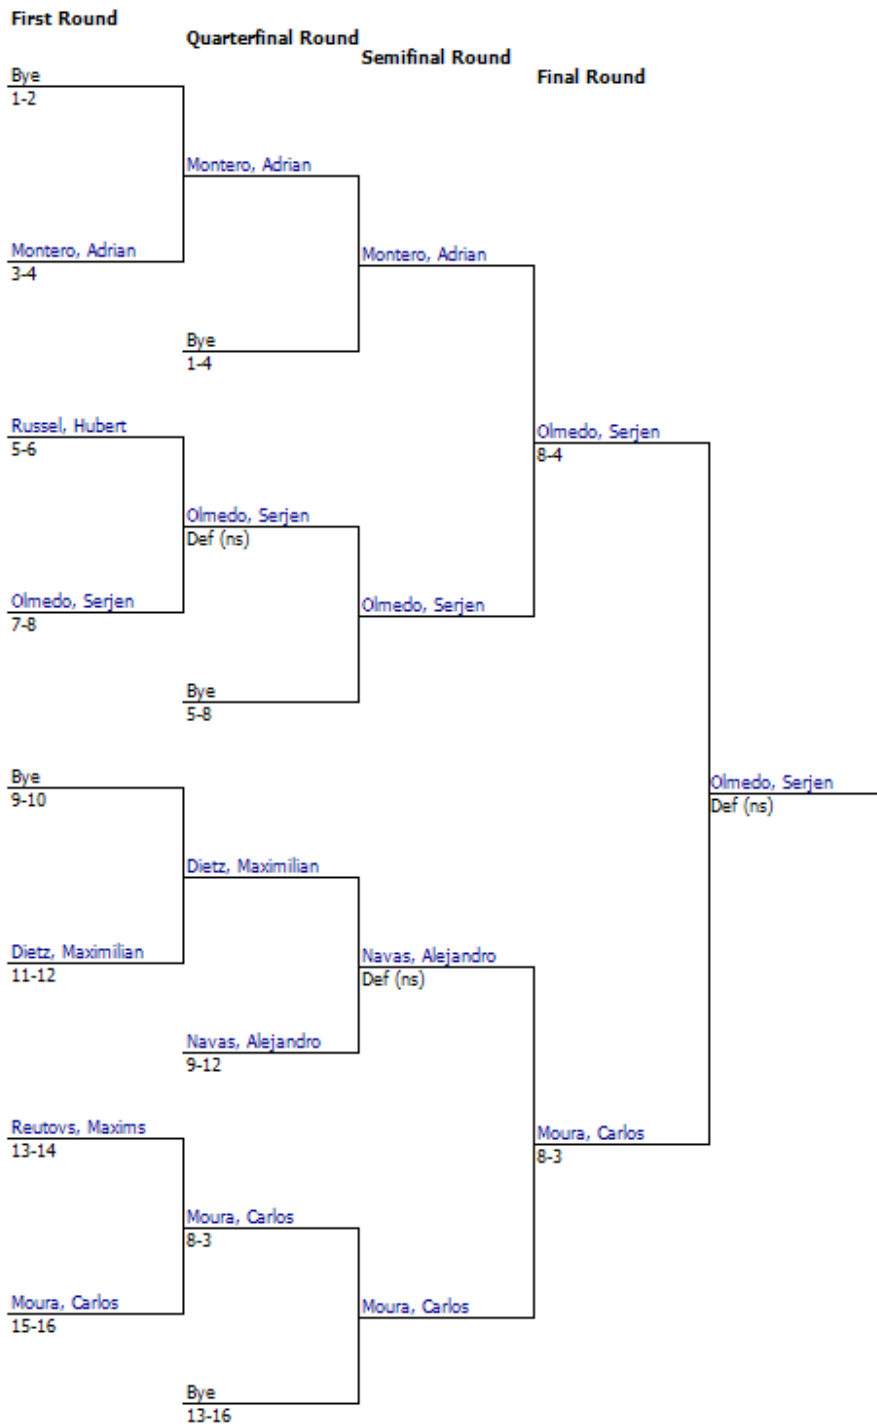 First Round
Quarterfinal Round
Semifinal Round
Final Round
Bye
1-2
Montero, Adrian
Montero, Adrian
3-4
Montero, Adrian
Bye
1-4
Russel, Hubert
5-6
Olmedo, Serjen
8-4
Olmedo, Serjen
Def (ns)
Olmedo, Serjen
7-8
Olmedo, Serjen
Bye
5-8
Bye
9-10
Olmedo, Serjen
Def (ns)
Dietz, Maximilian
Dietz, Maximilian
11-12
Navas, Alejandro
Def (ns)
Navas, Alejandro
9-12
Reutovs, Maxims
13-14
Moura, Carlos
8-3
Moura, Carlos
8-3
Moura, Carlos
15-16
Moura, Carlos
Bye
13-16